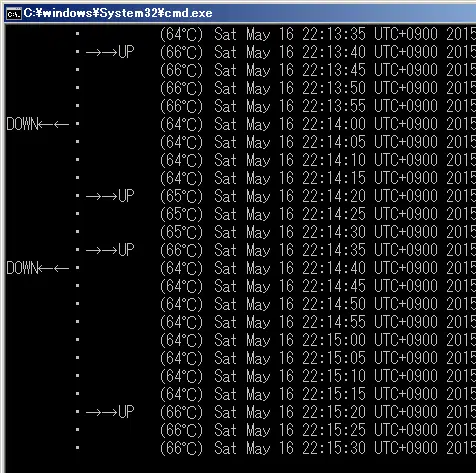 C:¥windows¥System32¥cmd.exe
・ (64℃) Sat May 16 22:13:35 UTC+0900 2015
・ →→UP (66℃) Sat May 16 22:13:40 UTC+0900 2015
・ (66℃) Sat May 16 22:13:45 UTC+0900 2015
・ (66℃) Sat May 16 22:13:50 UTC+0900 2015
・ (66℃) Sat May 16 22:13:55 UTC+0900 2015
DOWN←← ・ (64℃) Sat May 16 22:14:00 UTC+0900 2015
・ (64℃) Sat May 16 22:14:05 UTC+0900 2015
・ (64℃) Sat May 16 22:14:10 UTC+0900 2015
・ (64℃) Sat May 16 22:14:15 UTC+0900 2015
・ →→UP (65℃) Sat May 16 22:14:20 UTC+0900 2015
・ (65℃) Sat May 16 22:14:25 UTC+0900 2015
・ (65℃) Sat May 16 22:14:30 UTC+0900 2015
・ →→UP (66℃) Sat May 16 22:14:35 UTC+0900 2015
DOWN←← ・ (64℃) Sat May 16 22:14:40 UTC+0900 2015
・ (64℃) Sat May 16 22:14:45 UTC+0900 2015
・ (64℃) Sat May 16 22:14:50 UTC+0900 2015
・ (64℃) Sat May 16 22:14:55 UTC+0900 2015
・ (64℃) Sat May 16 22:15:00 UTC+0900 2015
・ (64℃) Sat May 16 22:15:05 UTC+0900 2015
・ (64℃) Sat May 16 22:15:10 UTC+0900 2015
・ (64℃) Sat May 16 22:15:15 UTC+0900 2015
・ →→UP (66℃) Sat May 16 22:15:20 UTC+0900 2015
・ (66℃) Sat May 16 22:15:25 UTC+0900 2015
・ (66℃) Sat May 16 22:15:30 UTC+0900 2015